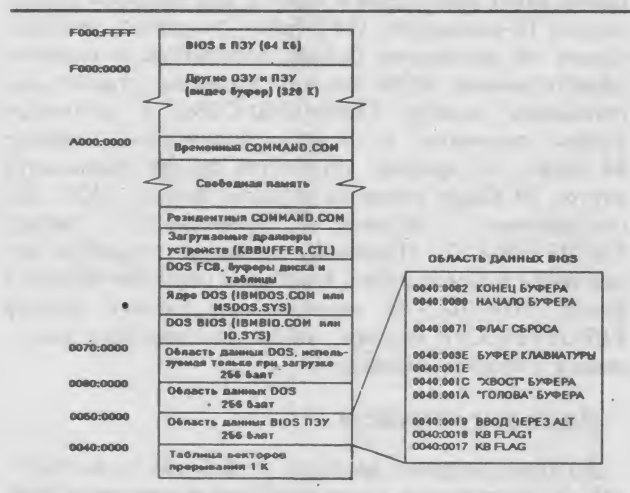 F000:FFFF
BIOS в ПЗУ (64 Кб)
F000:0000
Другие ОЗУ и ПЗУ
(видео буфер) (320 К)
A000:0000
Временный COMMAND.COM
Свободная память
Резидентный COMMAND.COM
Загружаемые драйверы
устройств (KBBUFFER.CTL)
DOS FCB, буферы диска и
таблицы
Ядро DOS (IBMDOS.COM или
MSDOS.SYS)
DOS BIOS (IBMBIO.COM или
IO.SYS)
0070:0000
Область данных DOS, исполь-
зуемая только при загрузке
256 байт
0060:0000
Область данных DOS
256 байт
0050:0000
Область данных BIOS ПЗУ
256 байт
0040:0000
Таблица векторов
прерывания 1 К
ОБЛАСТЬ ДАННЫХ BIOS
0040:0082 КОНЕЦ БУФЕРА
0040:0080 НАЧАЛО БУФЕРА
0040:0071 ФЛАГ СБРОСА
0040:003E БУФЕР КЛАВИАТУРЫ
0040:001E
0040:001C "ХВОСТ" БУФЕРА
0040:001A "ГОЛОВА" БУФЕРА
0040:0019 ВВОД ЧЕРЕЗ ALT
0040:0018 KB FLAG1
0040:0017 KB FLAG